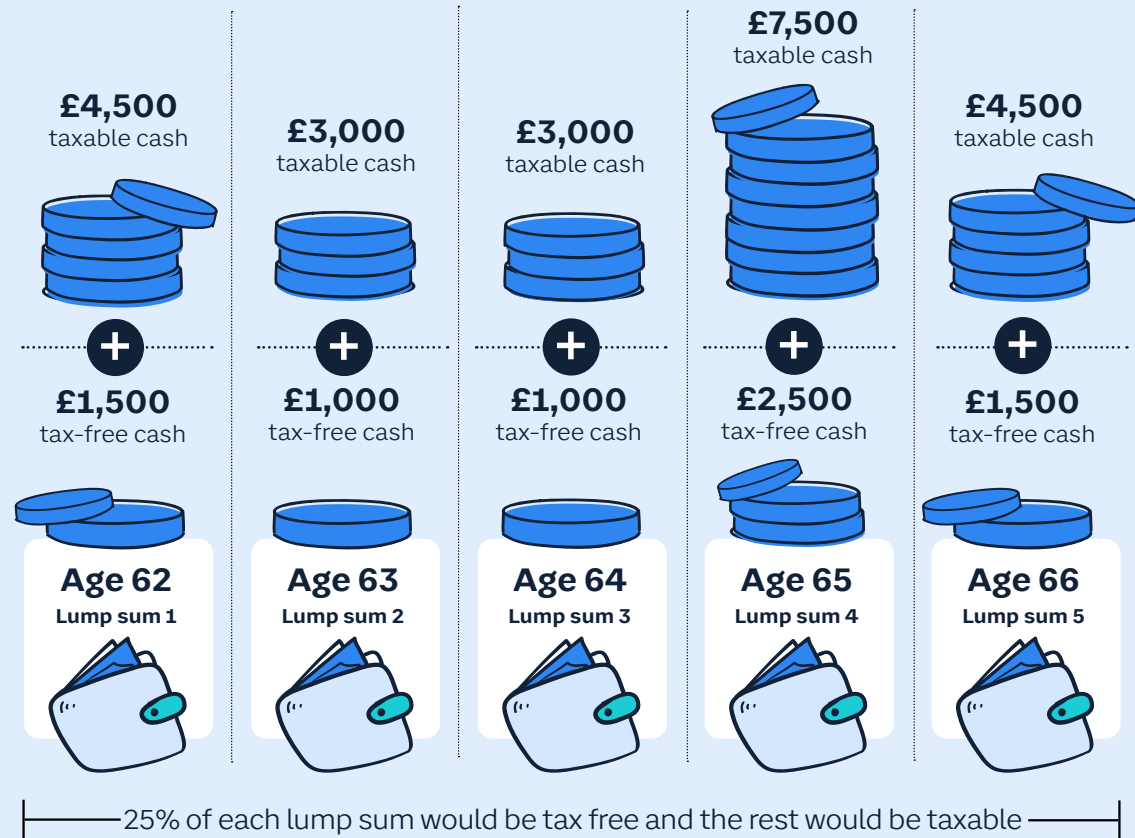 £4,500
taxable cash
£3,000
taxable cash
£3,000
taxable cash
£7,500
taxable cash
£4,500
taxable cash
+
+
+
+
+
£1,500
tax-free cash
£1,000
tax-free cash
£1,000
tax-free cash
£2,500
tax-free cash
£1,500
tax-free cash
Age 62
Lump sum 1
Age 63
Lump sum 2
Age 64
Lump sum 3
Age 65
Lump sum 4
Age 66
Lump sum 5
25% of each lump sum would be tax free and the rest would be taxable